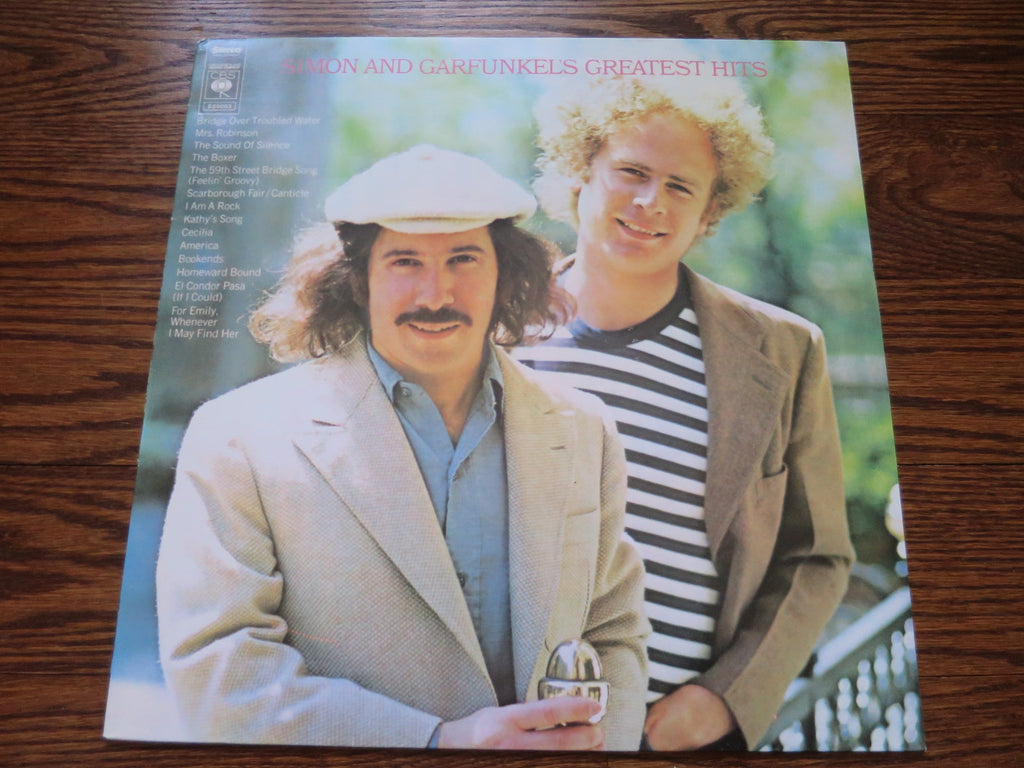 Stereo
CBS
SIMON AND GARFUNKEL'S GREATEST HITS
Bridge Over Troubled Water
Mrs. Robinson
The Sound Of Silence
The Boxer
The 59th Street Bridge Song
(Feelin' Groovy)
Scarborough Fair/Canticle
I Am A Rock
Kathy's Song
Cecilia
America
Bookends
Homeward Bound
El Condor Pasa
(If I Could)
For Emily,
Whenever
I May Find Her